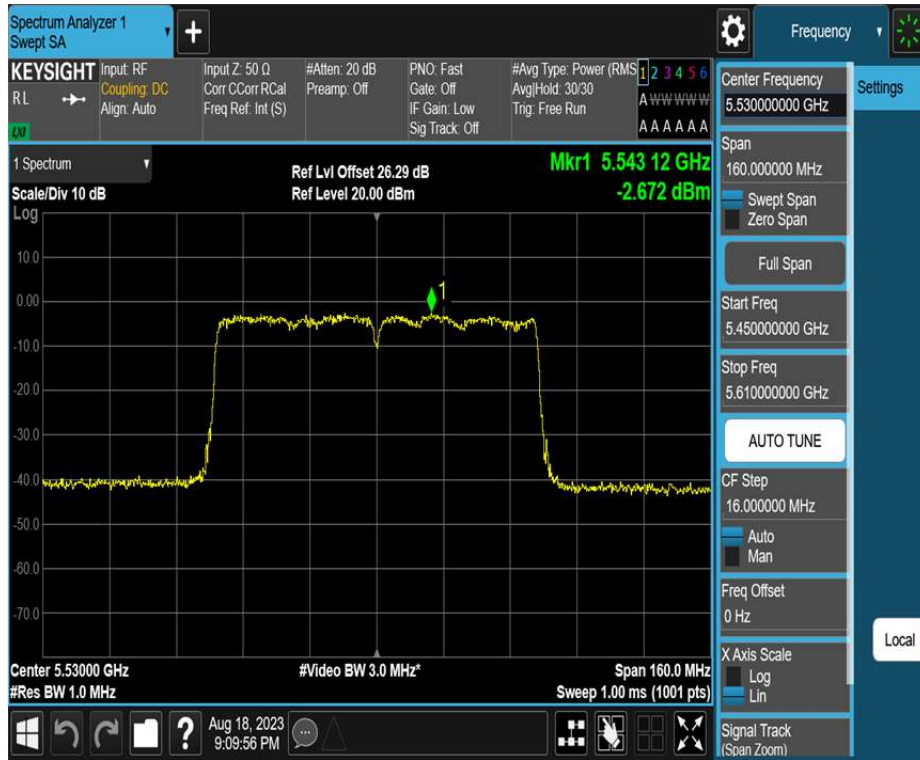 Spectrum Analyzer 1
Swept SA
+
Frequency
KEYSIGHT
RL
LXI
Input: RF
Coupling: DC
Align: Auto
Input Z: 50 Ω
Corr CCorr RCal
Freq Ref: Int (S)
#Atten: 20 dB
Preamp: Off
PNO: Fast
Gate: Off
IF Gain: Low
Sig Track: Off
#Avg Type: Power (RMS
Avg|Hold: 30/30
Trig: Free Run
1 2 3 4 5 6
A W W W W W
A A A A A A
Center Frequency
5.530000000 GHz
Settings
Span
160.000000 MHz
Swept Span
Zero Span
Full Span
Start Freq
5.450000000 GHz
Stop Freq
5.610000000 GHz
AUTO TUNE
CF Step
16.000000 MHz
Auto
Man
Freq Offset
0 Hz
X Axis Scale
Log
Lin
Signal Track
(Span Zoom)
Local
1 Spectrum
Scale/Div 10 dB
Log
Ref Lvl Offset 26.29 dB
Ref Level 20.00 dBm
Mkr1 5.543 12 GHz
-2.672 dBm
10.0
0.00
-10.0
-20.0
-30.0
-40.0
-50.0
-60.0
-70.0
1
Center 5.53000 GHz
#Res BW 1.0 MHz
#Video BW 3.0 MHz*
Span 160.0 MHz
Sweep 1.00 ms (1001 pts)
?
Aug 18, 2023
9:09:56 PM